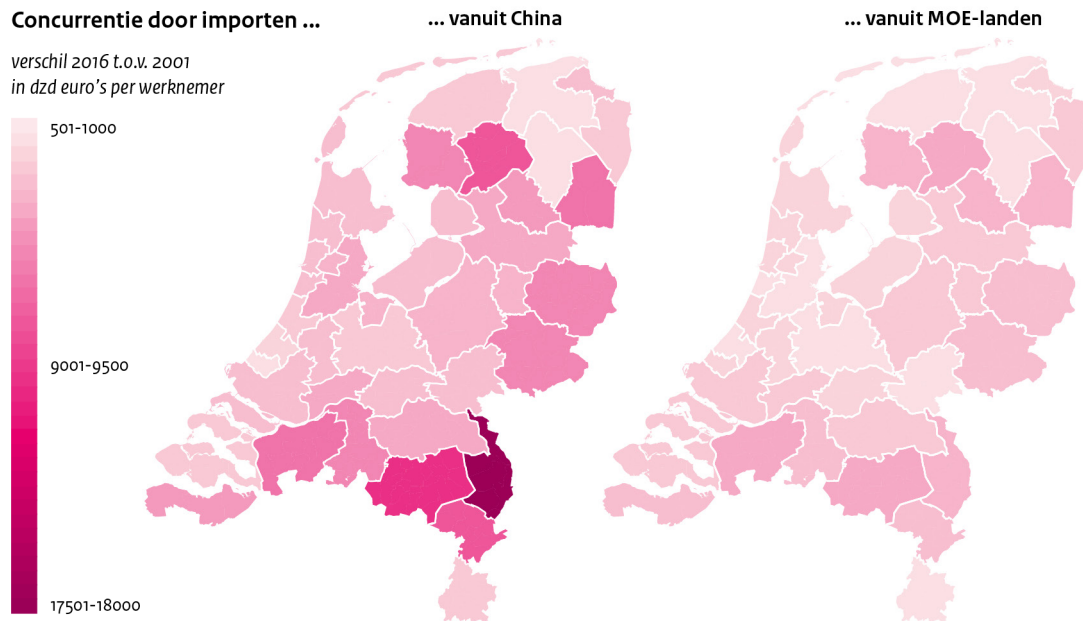 Concurrentie door importen ...
... vanuit China
... vanuit MOE-landen
verschil 2016 t.o.v. 2001
in dzd euro's per werknemer
501-1000
9001-9500
17501-18000